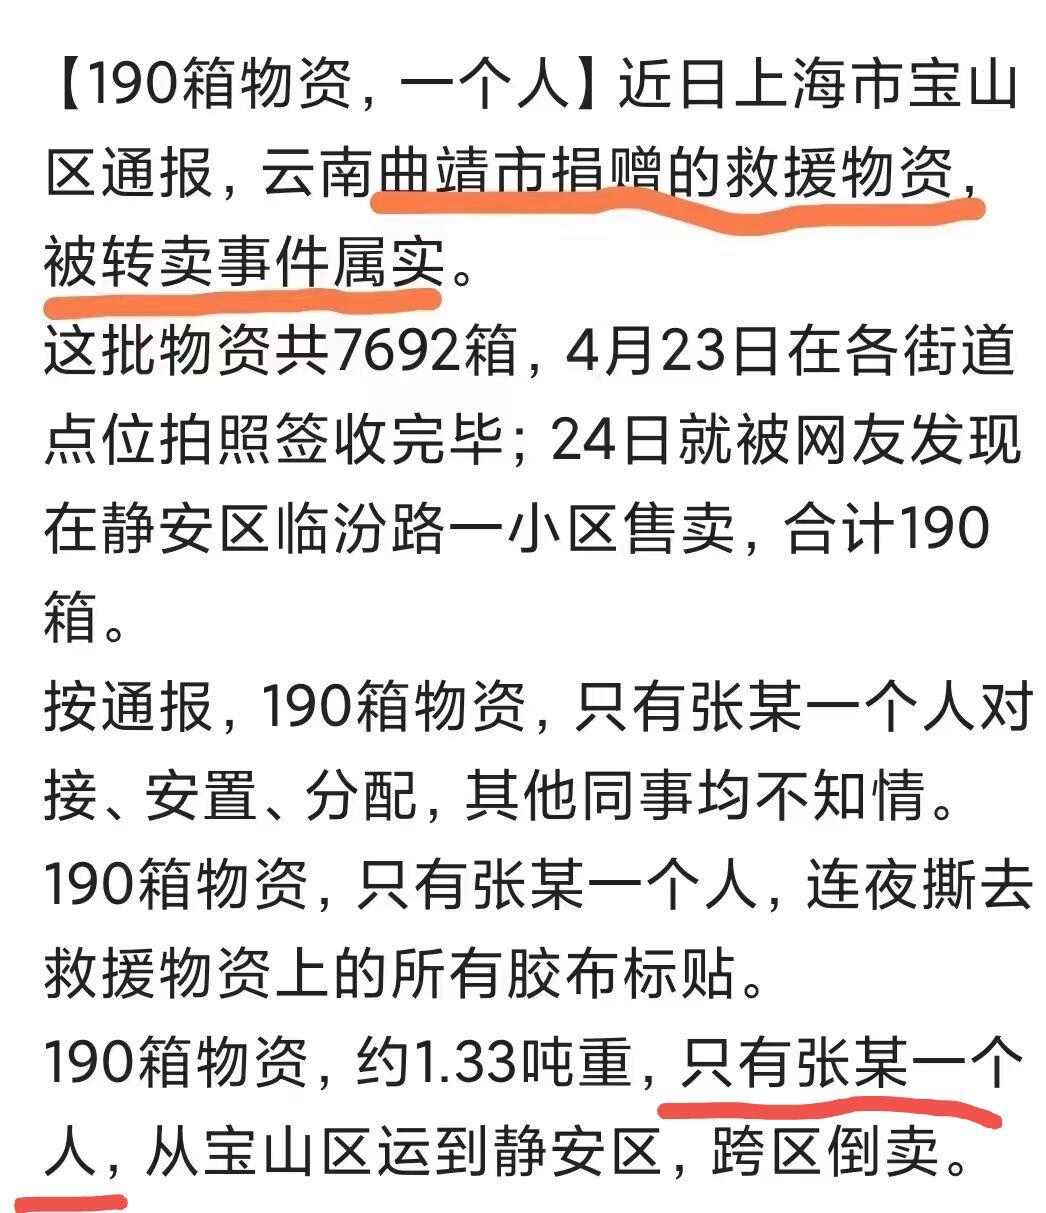 【190箱物资，一个人】近日上海市宝山
区通报，云南曲靖市捐赠的救援物资，
被转卖事件属实。
这批物资共7692箱，4月23日在各街道
点位拍照签收完毕；24日就被网友发现
在静安区临汾路一小区售卖，合计190
箱。
按通报，190箱物资，只有张某一个人对
接、安置、分配，其他同事均不知情。
190箱物资，只有张某一个人，连夜撕去
救援物资上的所有胶布标贴。
190箱物资，约1.33吨重，只有张某一个
人，从宝山区运到静安区，跨区倒卖。